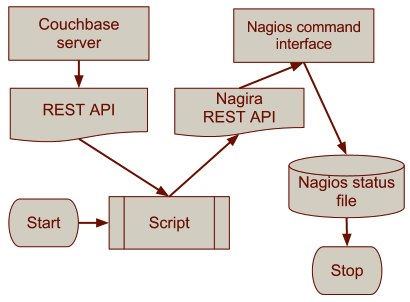 Couchbase
server
Nagios command
interface
REST API
Nagira
REST API
Nagios status
file
Start
Script
Stop